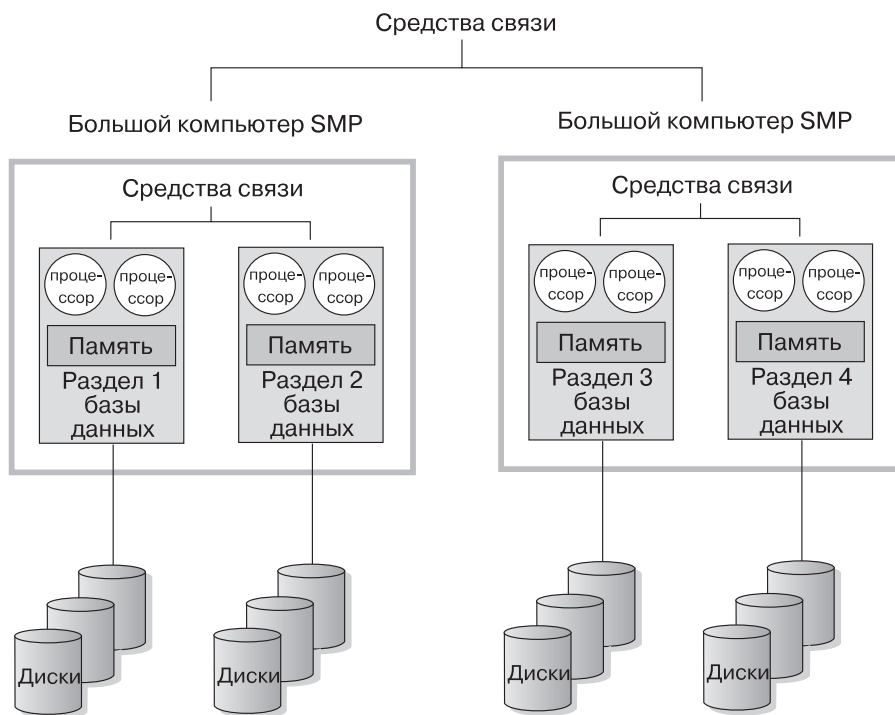 Средства связи
Большой компьютер SMP
Большой компьютер SMP
Средства связи
Средства связи
проце-
ссор
проце-
ссор
проце-
ссор
проце-
ссор
проце-
ссор
проце-
ссор
проце-
ссор
проце-
ссор
Память
Память
Память
Память
Раздел 1
базы
данных
Раздел 2
базы
данных
Раздел 3
базы
данных
Раздел 4
базы
данных
Диски
Диски
Диски
Диски